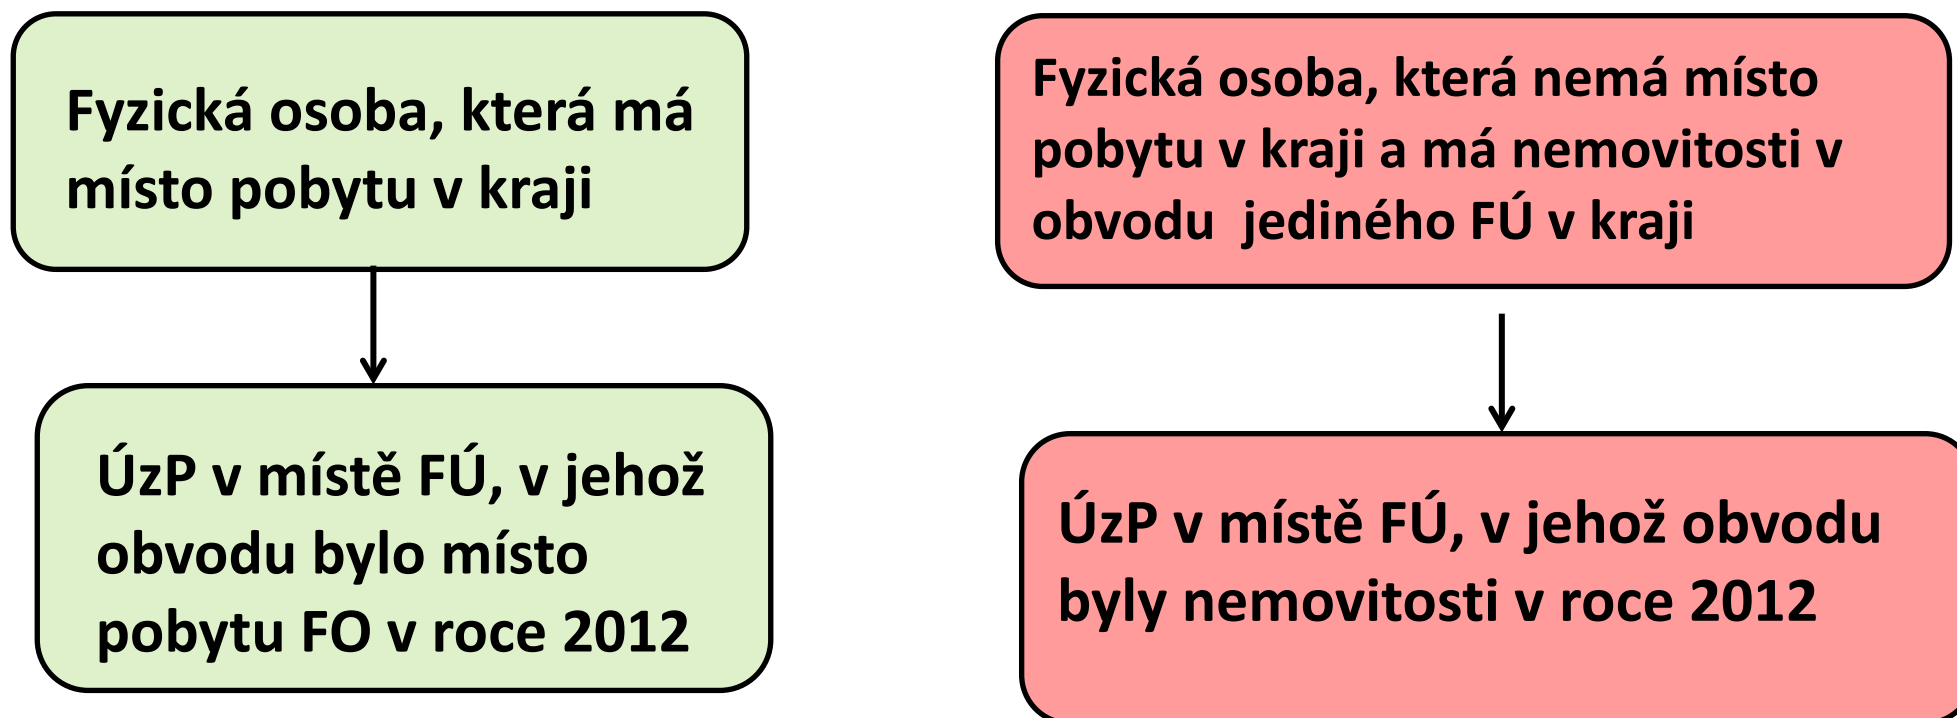 Fyzická osoba, která má
místo pobytu v kraji
ÚzP v místě FÚ, v jehož
obvodu bylo místo
pobytu FO v roce 2012
Fyzická osoba, která nemá místo
pobytu v kraji a má nemovitosti v
obvodu  jediného FÚ v kraji
ÚzP v místě FÚ, v jehož obvodu
byly nemovitosti v roce 2012